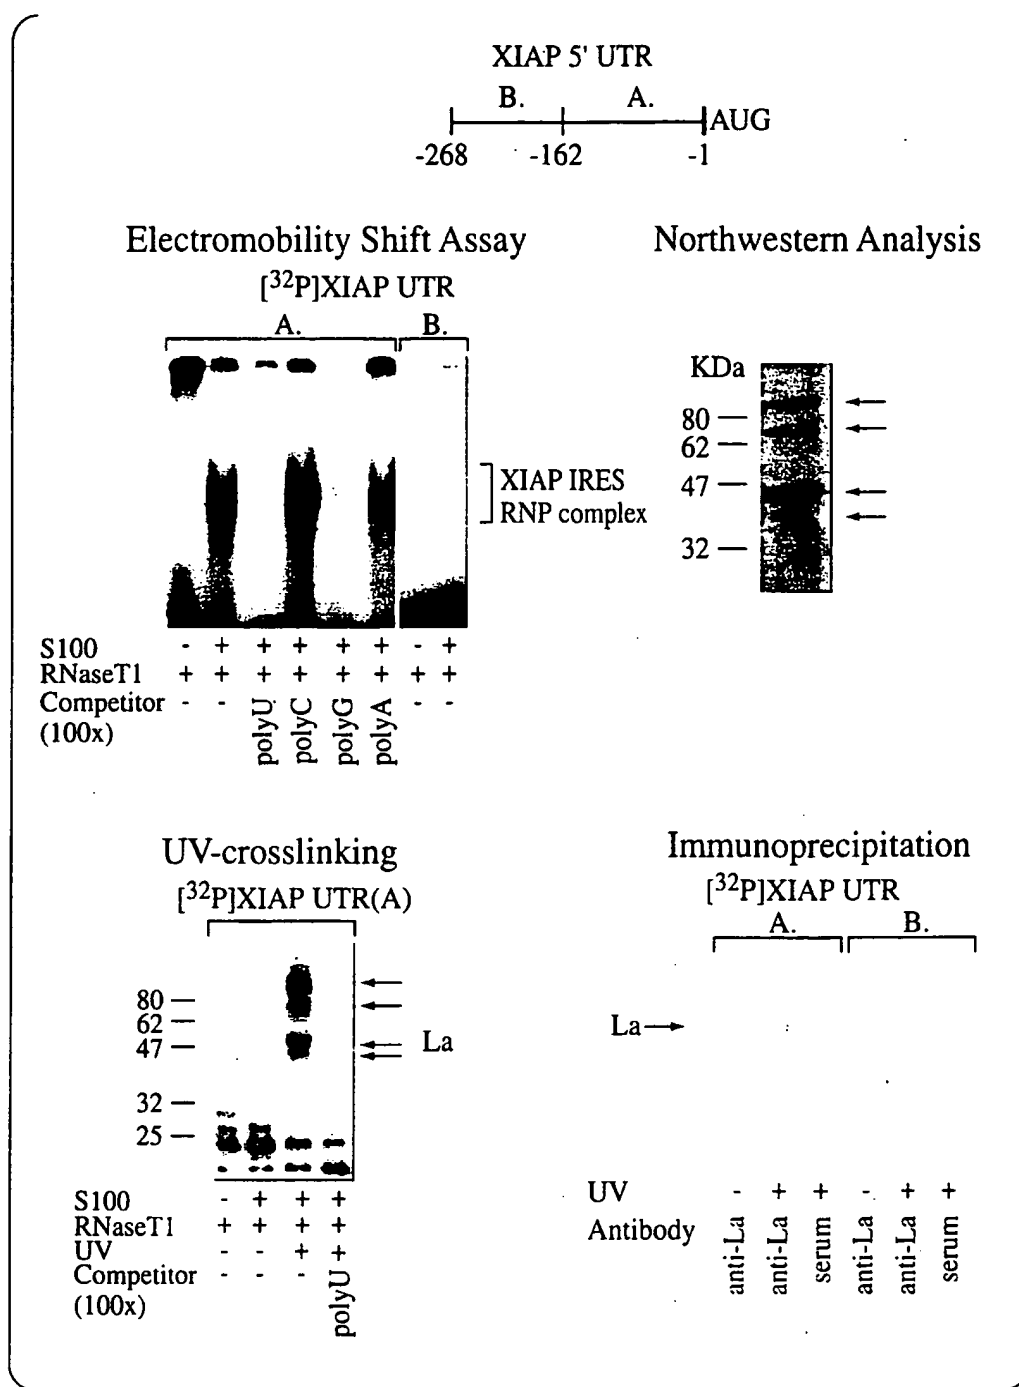 XIAP 5' UTR
B. A.
AUG
-268 -162 -1
Electromobility Shift Assay
[32P]XIAP UTR
A. B.
XIAP IRES
RNP complex
S100 - + + + + + - +
RNaseT1 + + + + + + + +
Competitor - - polyU polyC polyG polyA - -
(100x)
Northwestern Analysis
KDa
80
62
47
32
UV-crosslinking
[32P]XIAP UTR(A)
80
62
47
La
32
25
S100 - + + +
RNaseT1 + + + +
UV - - + +
Competitor - - - polyU
(100x)
Immunoprecipitation
[32P]XIAP UTR
A. B.
La
UV - + + - + +
Antibody anti-La anti-La serum anti-La anti-La serum